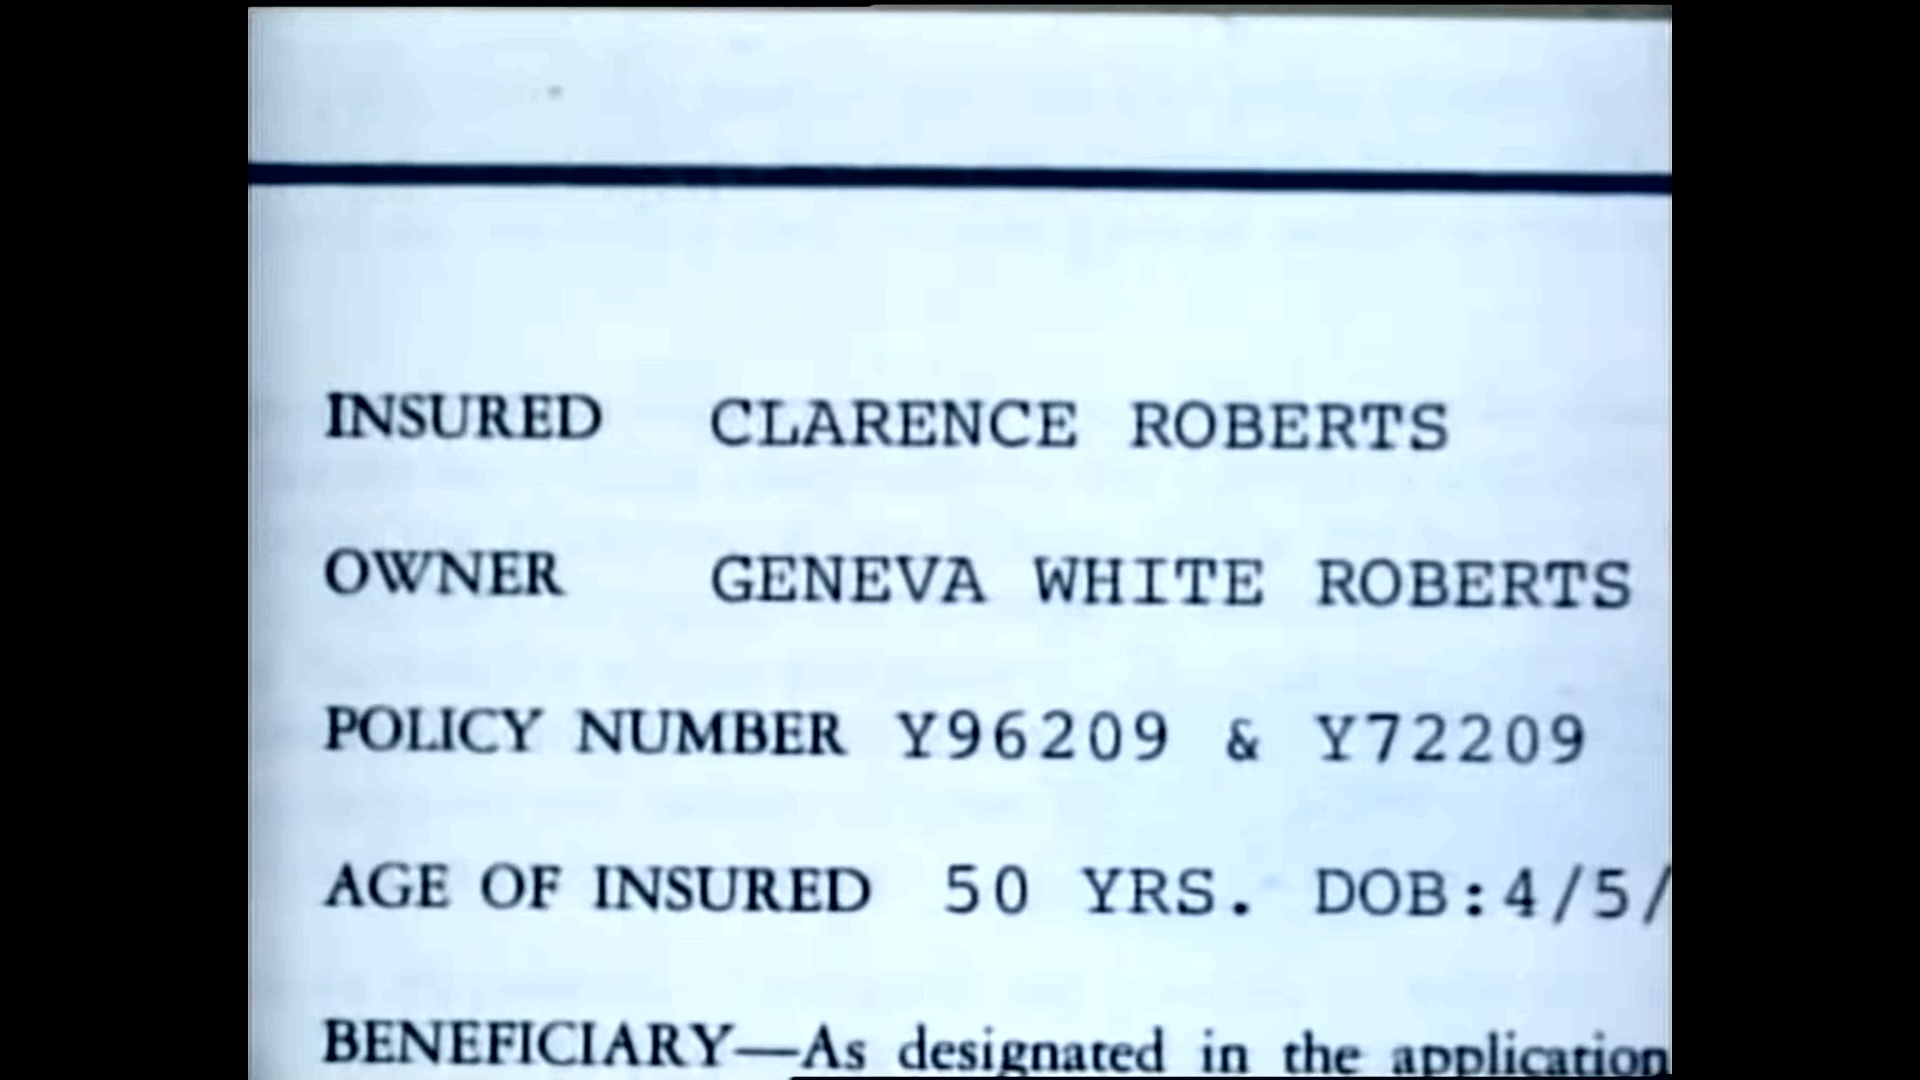 INSURED CLARENCE ROBERTS
OWNER GENEVA WHITE ROBERTS
POLICY NUMBER Y96209 & Y72209
AGE OF INSURED 50 YRS. DOB:4/5/
BENEFICIARY—As designated in the application